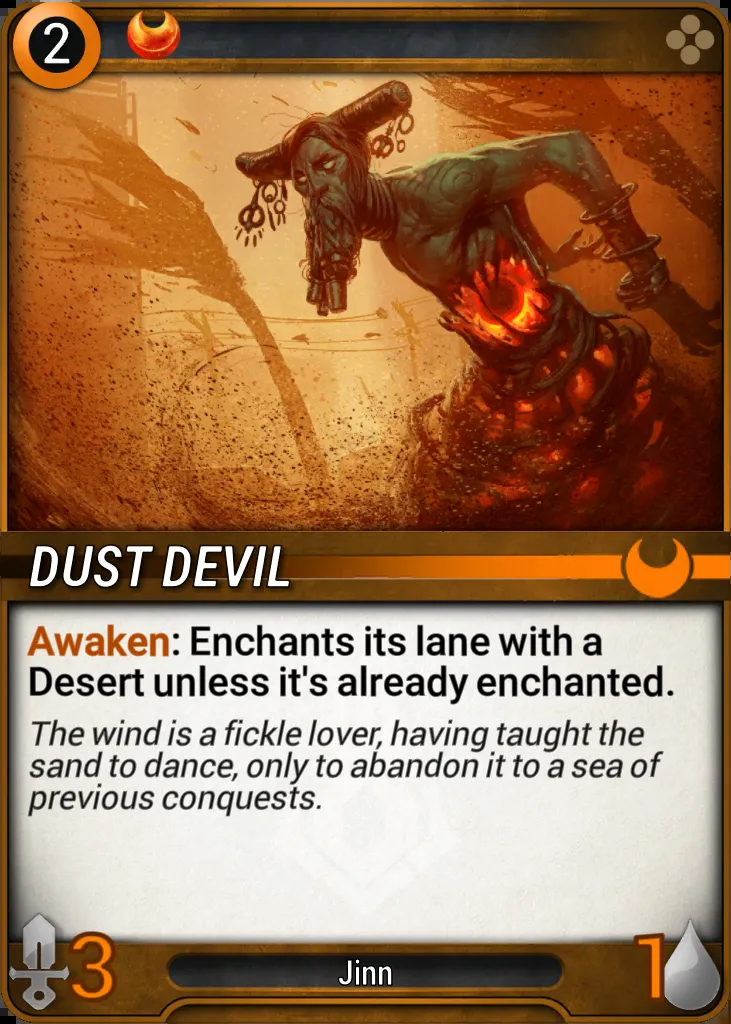 2
DUST DEVIL
Awaken: Enchants its lane with a
Desert unless it's already enchanted.
The wind is a fickle lover, having taught the
sand to dance, only to abandon it to a sea of
previous conquests.
3
Jinn
1